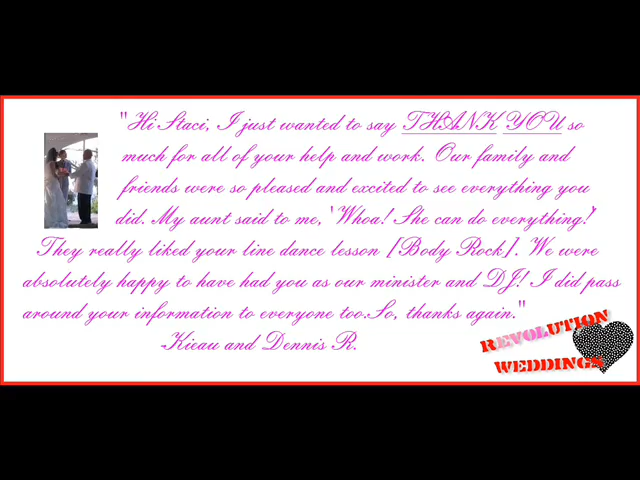 "Hi Staci, I just wanted to say THANK YOU so
much for all of your help and work. Our family and
friends were so pleased and excited to see everything you
did. My aunt said to me, 'Whoa! She can do everything!'
They really liked your line dance lesson [Body Rock]. We were
absolutely happy to have had you as our minister and DJ! I did pass
around your information to everyone too.So, thanks again."
-Kieau and Dennis R.
REVOLUTION
WEDDINGS